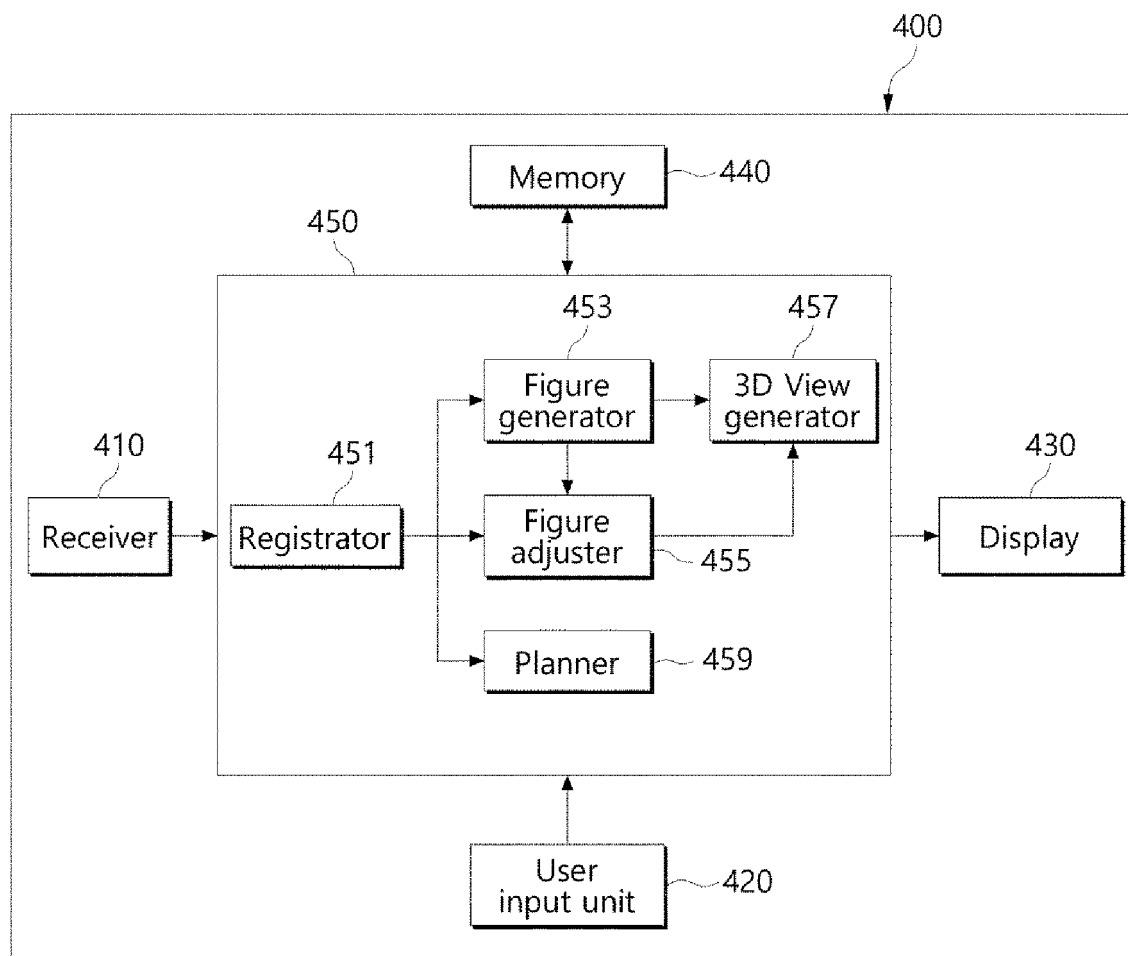 400
Memory
440
450
453
457
Figure
generator
3D View
generator
410
451
430
Receiver
Registrator
Figure
adjuster
455
Display
Planner
459
User
input unit
420